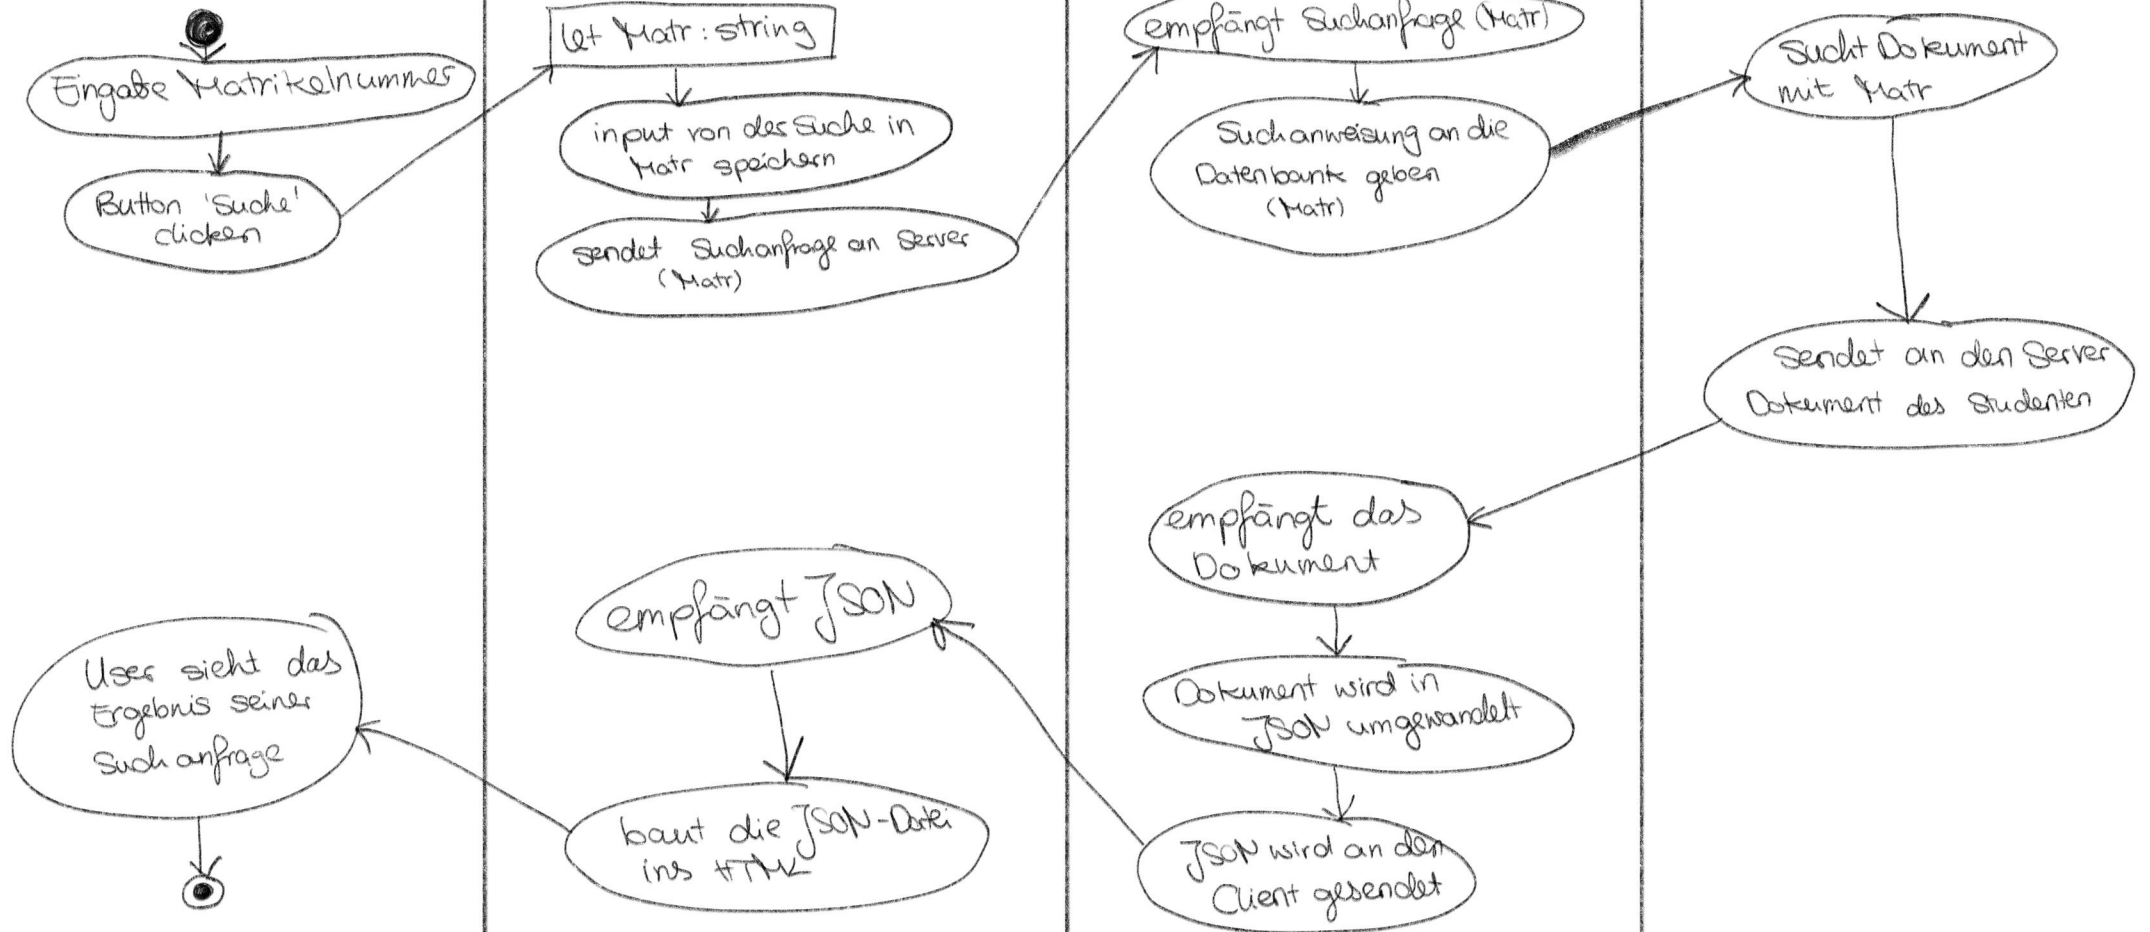 Eingabe Matrikelnummer
Button 'Suche'
clicken
let Matr : string
input von der Suche in
Matr speichern
sendet Suchanfrage an Server
(Matr)
empfängt Suchanfrage (Matr)
Suchanweisung an die
Datenbank geben
(Matr)
sucht Dokument
mit Matr
sendet an den Server
Dokument des Studenten
empfängt das
Dokument
Dokument wird in
JSON umgewandelt
JSON wird an den
Client gesendet
empfängt JSON
baut die JSON-Datei
ins HTML
User sieht das
Ergebnis seiner
Suchanfrage